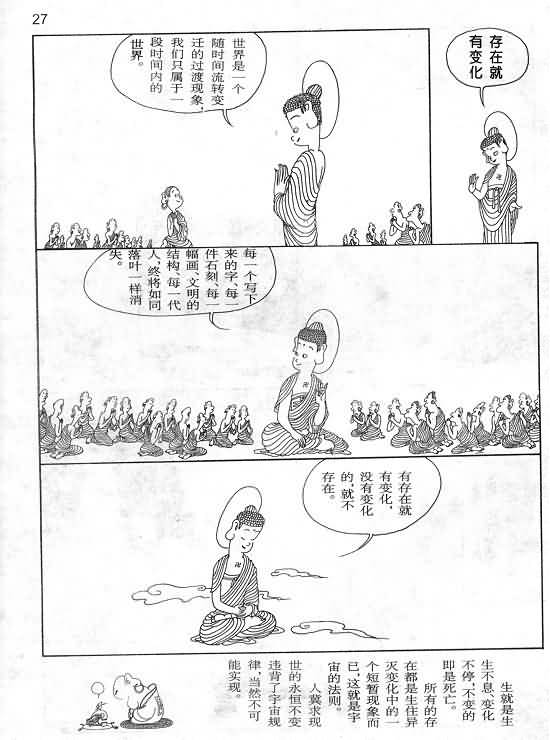 27
存在就
有变化
世界是一个
随时间流转变
迁的过渡现象，
我们只属于一
段时间内的
世界。
每一个写下
来的字、每一
件石刻、每一
幅画、文明的
结构、每一代
人，终将如同
落叶一样消
失。
有存在就
有变化，
没有变化
的，就不
存在。
生就是生
生不息、变化
不停，不变的
即是死亡。
所有的存
在都是生住异
灭变化中的一
个短暂现象而
已，这就是宇
宙的法则。
人冀求现
世的永恒不变
违背了宇宙规
律，当然不可
能实现。